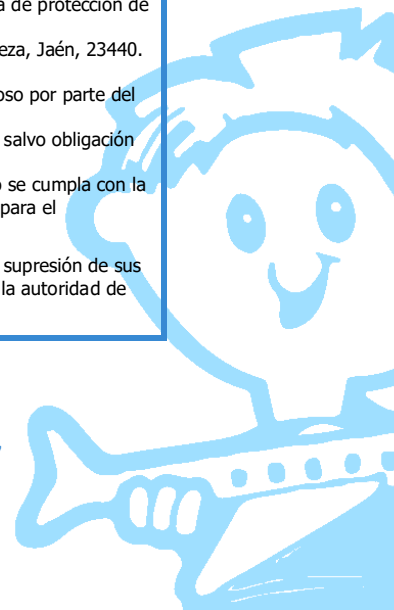 a de protección de
eza, Jaén, 23440.
oso por parte del
salvo obligación
o se cumpla con la
para el
supresión de sus
la autoridad de